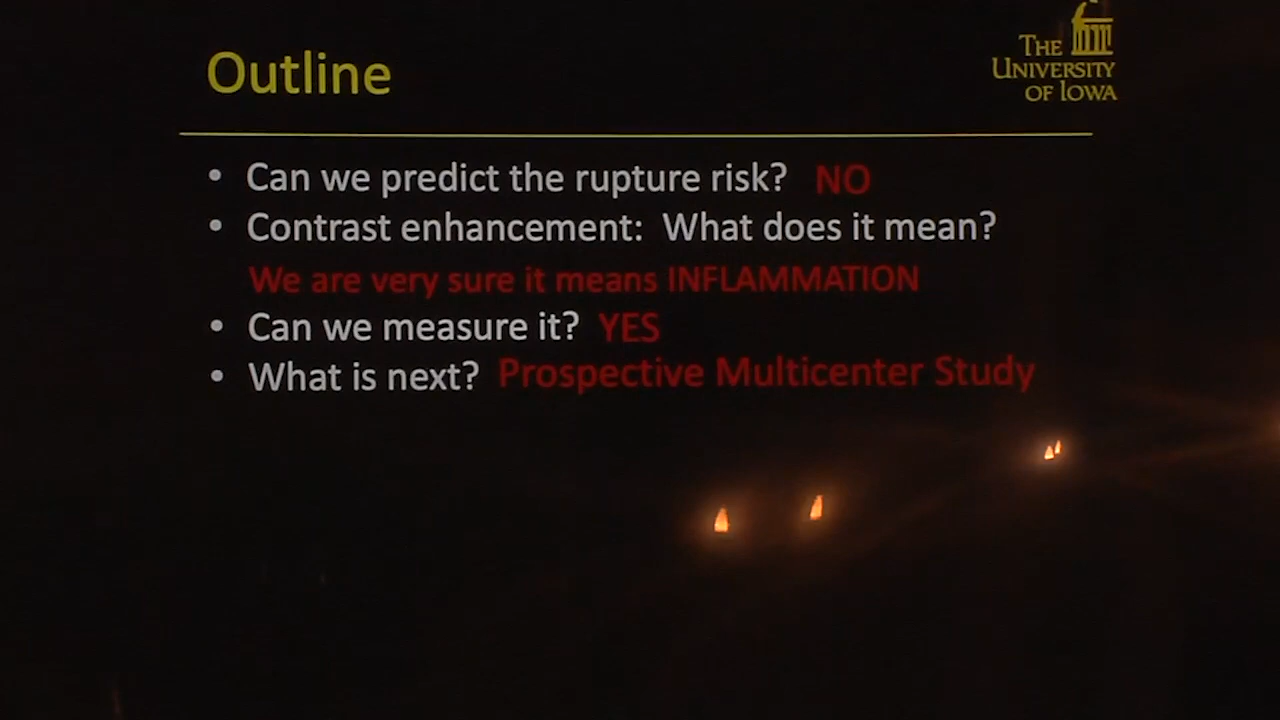 Outline
THE
UNIVERSITY
OF IOWA
• Can we predict the rupture risk? NO
• Contrast enhancement: What does it mean?
We are very sure it means INFLAMMATION
• Can we measure it? YES
• What is next? Prospective Multicenter Study